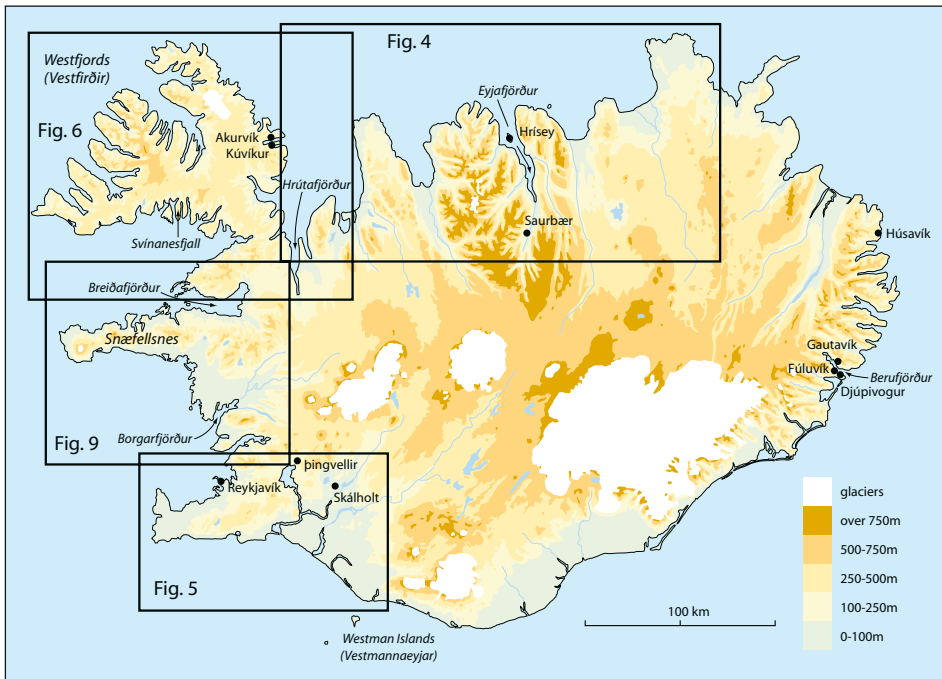 Fig. 4
Westfjords
(Vestfirðir)
Eyjafjörður
Fig. 6
Hrísey
Akurvík
Kúvíkur
Hrútafjörður
Svínanesfjall
Saurbær
Húsavík
Breiðafjörður
Snæfellsnes
Gautavík
Fúluvík
Berufjörður
Djúpivogur
Borgarfjörður
Fig. 9
þingvellir
Reykjavík
Skálholt
Fig. 5
glaciers
over 750m
500-750m
250-500m
100-250m
0-100m
100 km
Westman Islands
(Vestmannaeyjar)